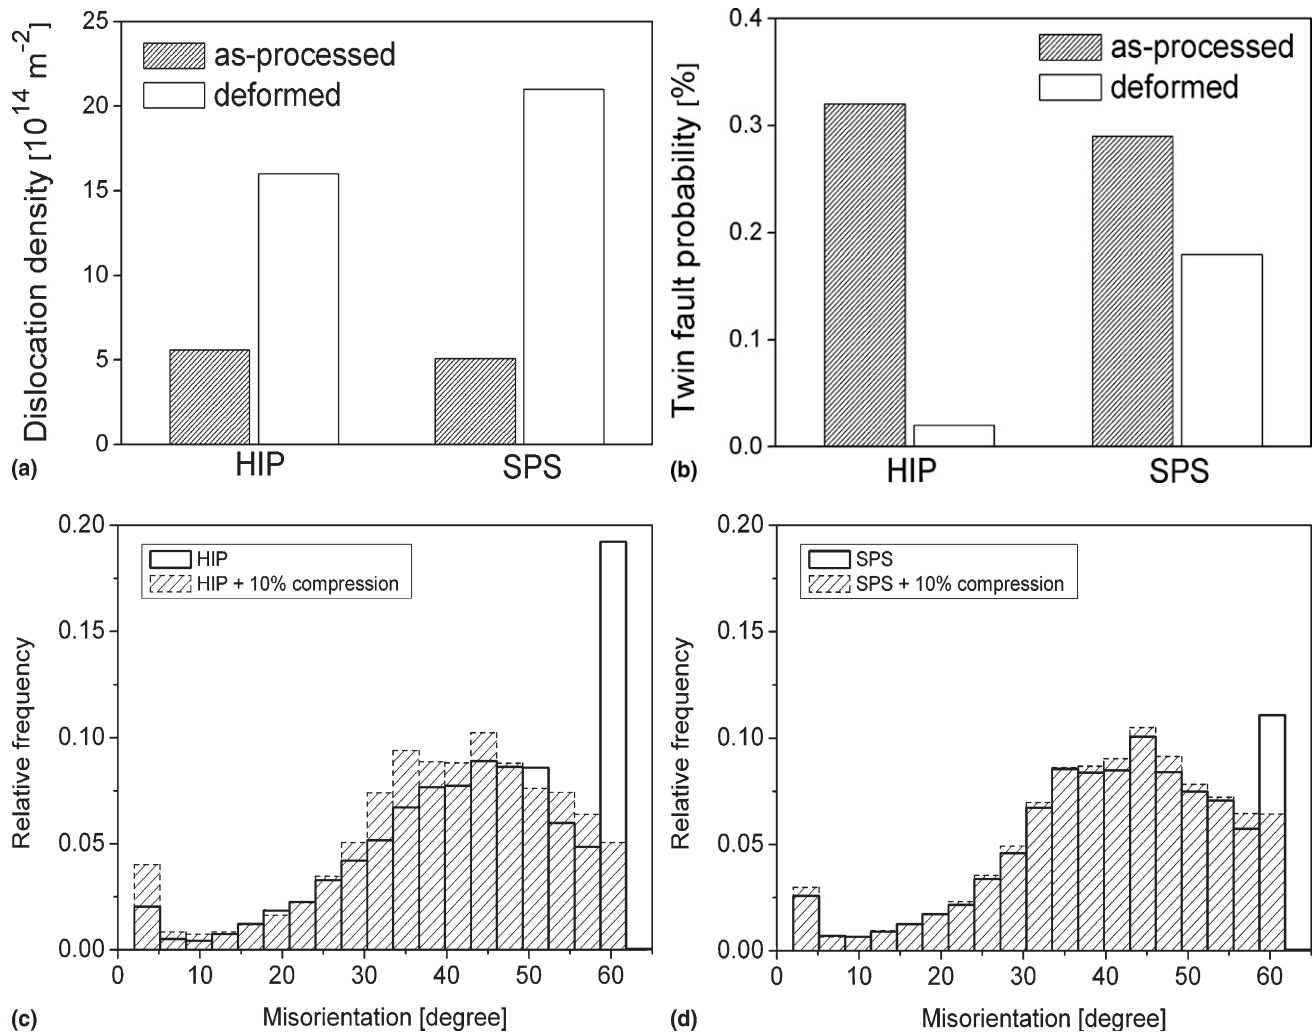 Dislocation density [10^14 m^-2]
25
20
15
10
5
0
as-processed
deformed
HIP
SPS
(a)
Twin fault probability [%]
0.4
0.3
0.2
0.1
0.0
as-processed
deformed
HIP
SPS
(b)
Relative frequency
0.20
0.15
0.10
0.05
0.00
HIP
HIP + 10% compression
0 10 20 30 40 50 60
Misorientation [degree]
(c)
Relative frequency
0.20
0.15
0.10
0.05
0.00
SPS
SPS + 10% compression
0 10 20 30 40 50 60
Misorientation [degree]
(d)